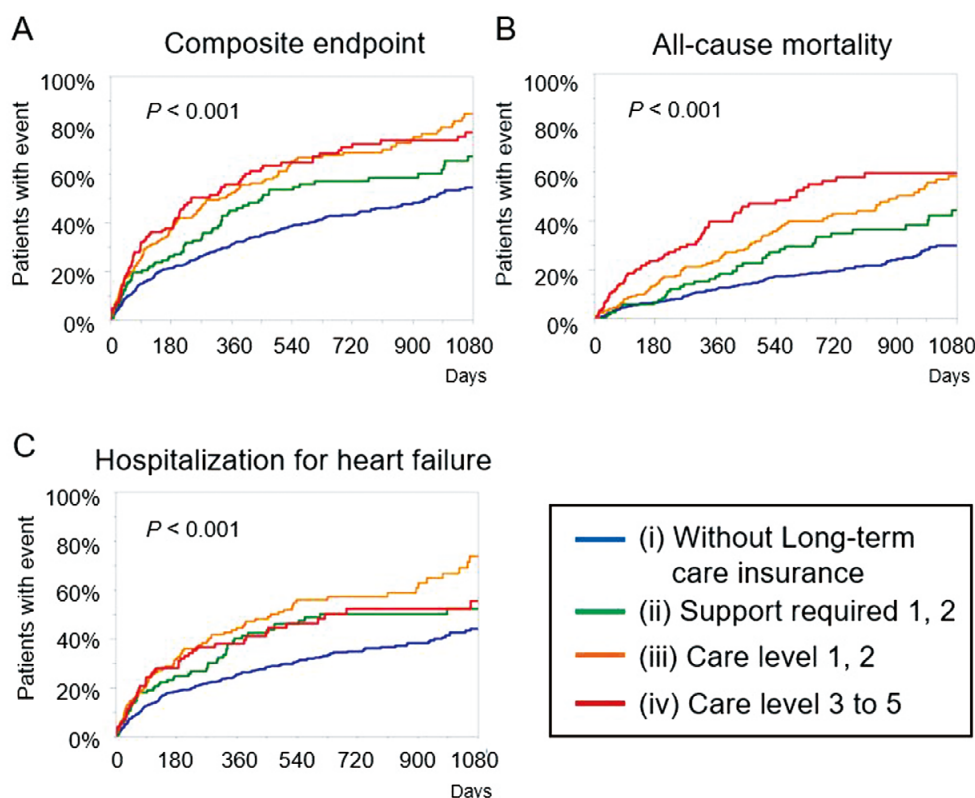 A
Composite endpoint
Patients with event
100%
80%
60%
40%
20%
0%
P < 0.001
0 180 360 540 720 900 1080
Days
B
All-cause mortality
Patients with event
100%
80%
60%
40%
20%
0%
P < 0.001
0 180 360 540 720 900 1080
Days
C
Hospitalization for heart failure
Patients with event
100%
80%
60%
40%
20%
0%
P < 0.001
0 180 360 540 720 900 1080
Days
(i) Without Long-term
care insurance
(ii) Support required 1, 2
(iii) Care level 1, 2
(iv) Care level 3 to 5